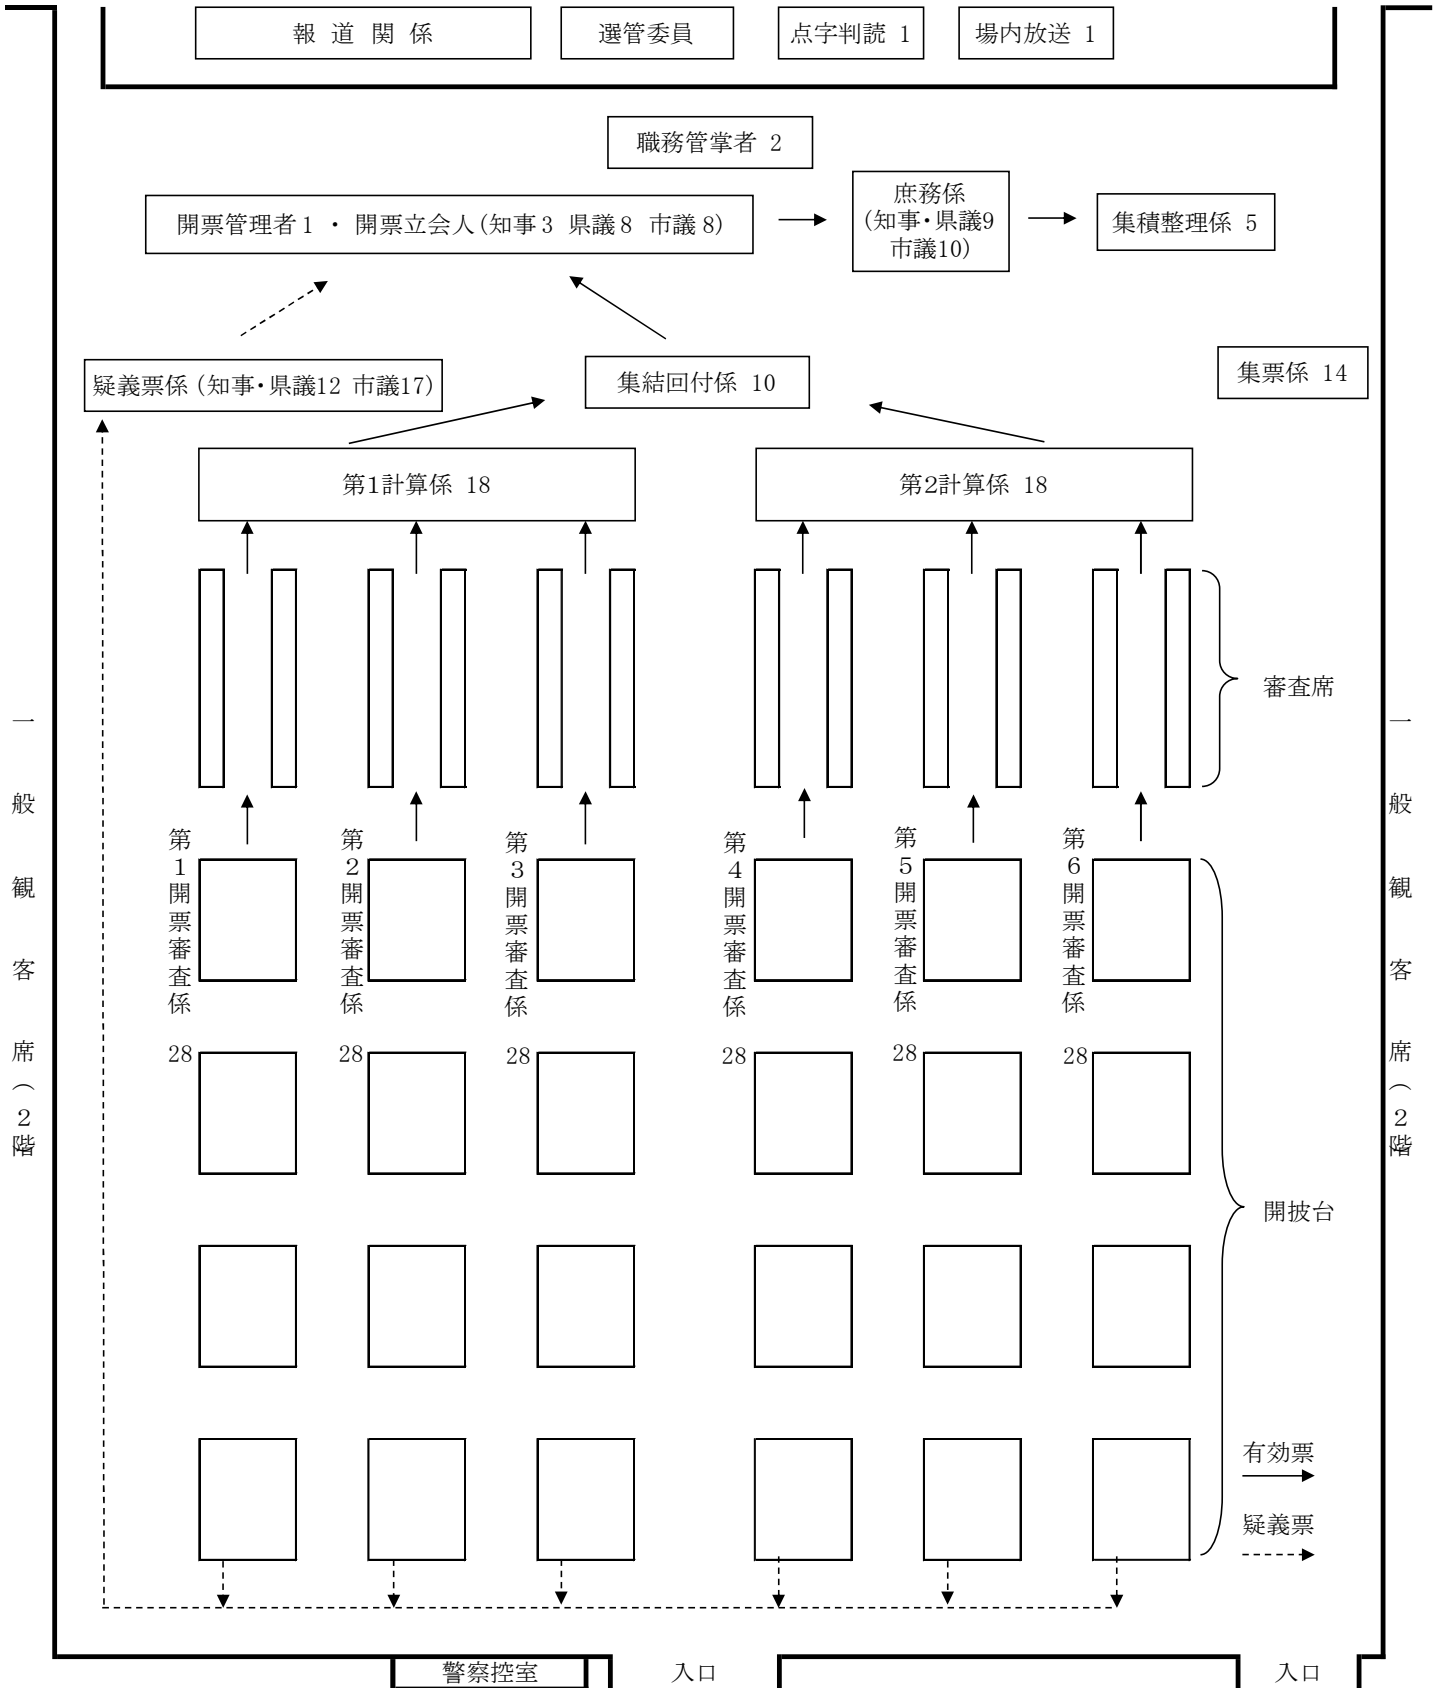 報道関係
選管委員
点字判読 1
場内放送 1
職務管掌者 2
開票管理者1 ・ 開票立会人(知事3 県議8 市議8)
庶務係
(知事・県議9
市議10)
集積整理係 5
疑義票係(知事・県議12 市議17)
集結回付係 10
集票係 14
第1計算係 18
第2計算係 18
審査席
第1開票審査係 28
第2開票審査係 28
第3開票審査係 28
第4開票審査係 28
第5開票審査係 28
第6開票審査係 28
開披台
有効票
疑義票
一般観客席(2階)
一般観客席(2階)
警察控室
入口
入口